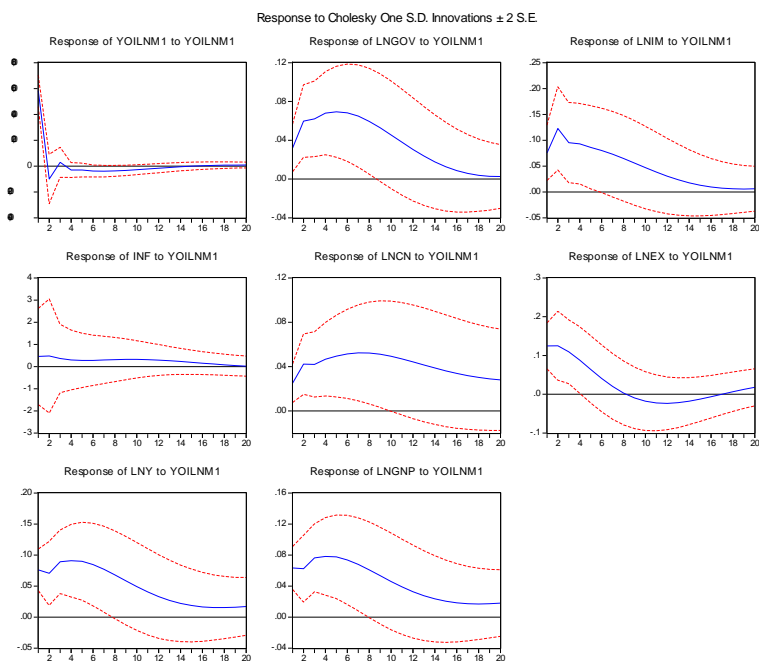 Response to Cholesky One S.D. Innovations ± 2 S.E.
Response of YOILNM1 to YOILNM1
0
2 4 6 8 10 12 14 16 18 20
Response of LNGOV to YOILNM1
.12
.08
.04
.00
-.04
2 4 6 8 10 12 14 16 18 20
Response of LNIM to YOILNM1
.25
.20
.15
.10
.05
.00
-.05
2 4 6 8 10 12 14 16 18 20
Response of INF to YOILNM1
4
3
2
1
0
-1
-2
-3
2 4 6 8 10 12 14 16 18 20
Response of LNCN to YOILNM1
.12
.08
.04
.00
2 4 6 8 10 12 14 16 18 20
Response of LNEX to YOILNM1
.3
.2
.1
.0
-.1
2 4 6 8 10 12 14 16 18 20
Response of LNY to YOILNM1
.20
.15
.10
.05
.00
-.05
2 4 6 8 10 12 14 16 18 20
Response of LNGNP to YOILNM1
.16
.12
.08
.04
.00
-.04
2 4 6 8 10 12 14 16 18 20